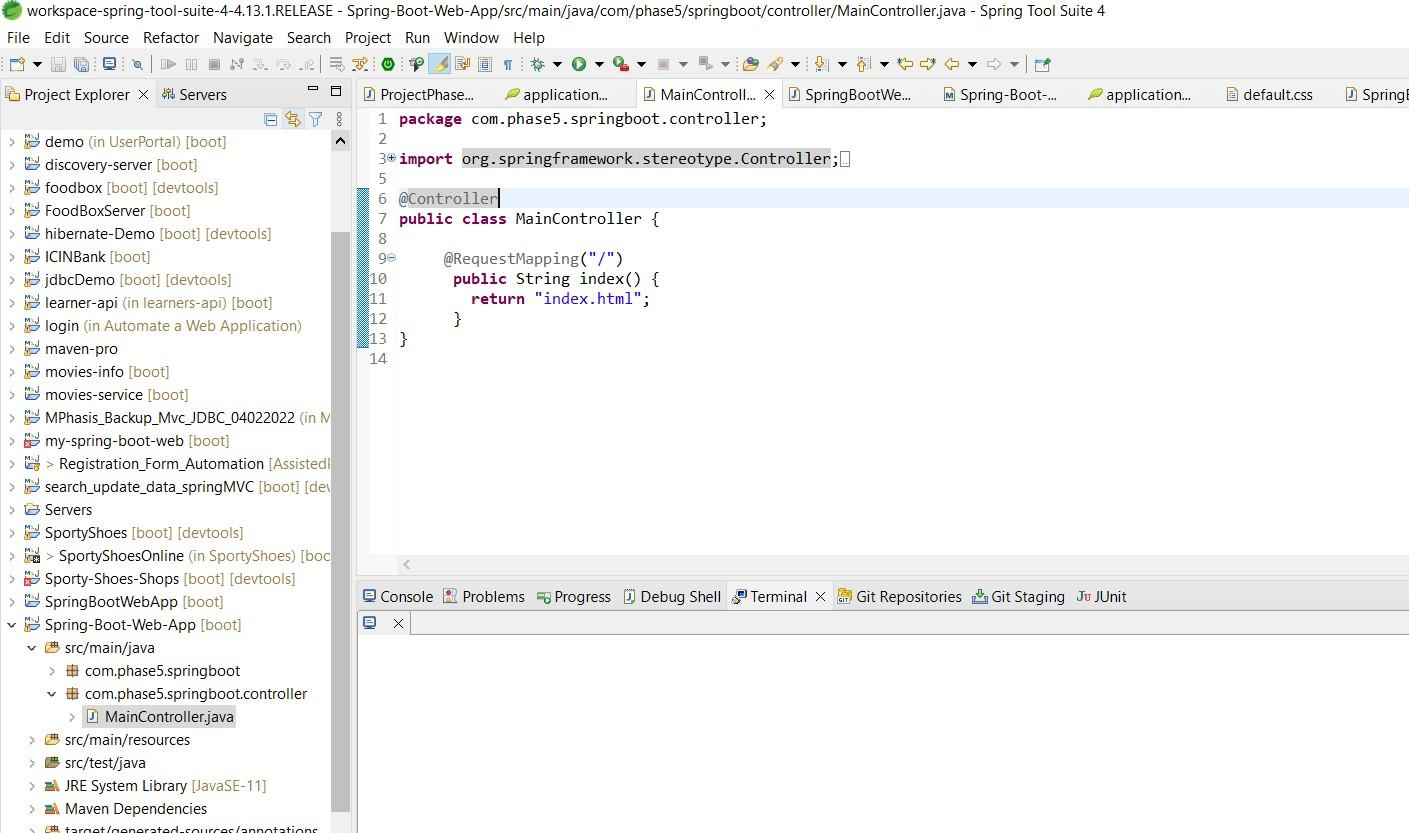 workspace-spring-tool-suite-4-4.13.1.RELEASE - Spring-Boot-Web-App/src/main/java/com/phase5/springboot/controller/MainController.java - Spring Tool Suite 4
File Edit Source Refactor Navigate Search Project Run Window Help
Project Explorer Servers
demo (in UserPortal) [boot]
discovery-server [boot]
foodbox [boot] [devtools]
FoodBoxServer [boot]
hibernate-Demo [boot] [devtools]
ICINBank [boot]
jdbcDemo [boot] [devtools]
learner-api (in learners-api) [boot]
login (in Automate a Web Application)
maven-pro
movies-info [boot]
movies-service [boot]
MPhasis_Backup_Mvc_JDBC_04022022 (in M
my-spring-boot-web [boot]
> Registration_Form_Automation [Assisted
search_update_data_springMVC [boot] [dev
Servers
SportyShoes [boot] [devtools]
> SportyShoesOnline (in SportyShoes) [boo
Sporty-Shoes-Shops [boot] [devtools]
SpringBootWebApp [boot]
Spring-Boot-Web-App [boot]
src/main/java
com.phase5.springboot
com.phase5.springboot.controller
MainController.java
src/main/resources
src/test/java
JRE System Library [JavaSE-11]
Maven Dependencies
target/generated-sources/annotations
ProjectPhase... application... MainControll... SpringBootWe... Spring-Boot-... application... default.css SpringB
1 package com.phase5.springboot.controller;
2
3 import org.springframework.stereotype.Controller;
5
6 @Controller
7 public class MainController {
8
9 @RequestMapping("/")
10 public String index() {
11 return "index.html";
12 }
13 }
14
Console Problems Progress Debug Shell Terminal Git Repositories Git Staging JUnit